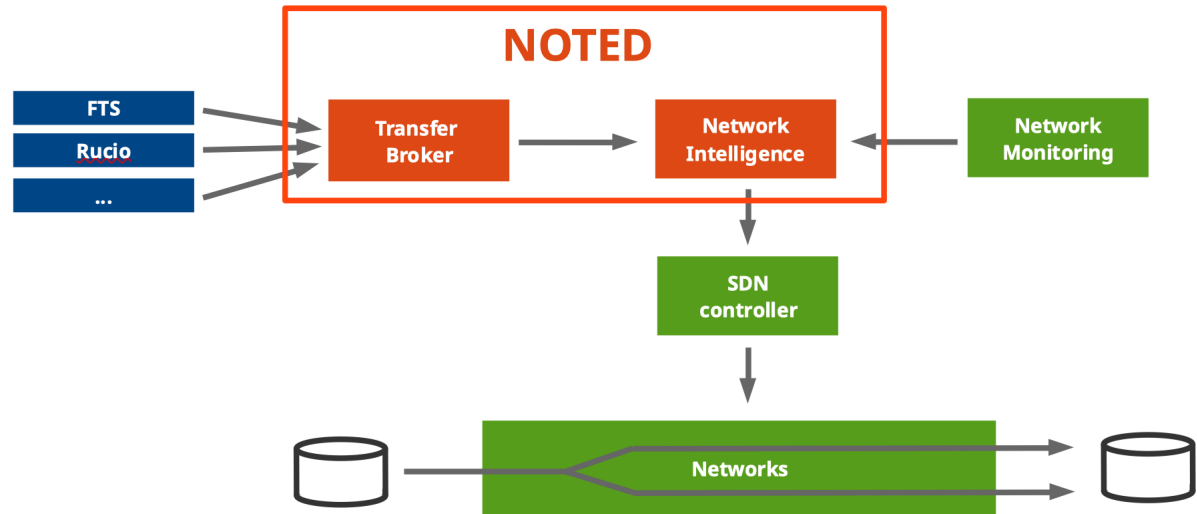 NOTED
FTS
Rucio
...
Transfer
Broker
Network
Intelligence
Network
Monitoring
SDN
controller
Networks